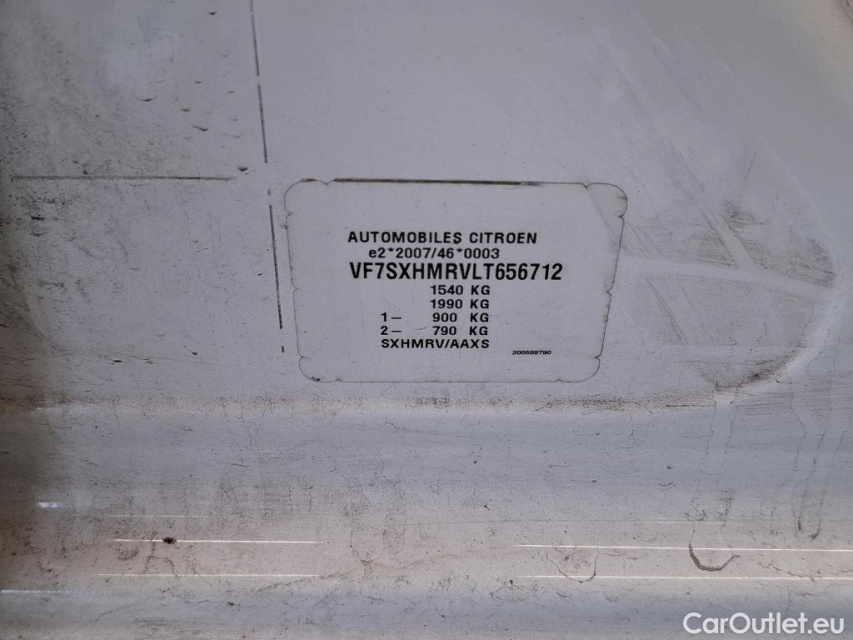 AUTOMOBILES CITROEN
e2*2007/46*0003
VF7SXHMRVLT656712
1540 KG
1990 KG
1- 900 KG
2- 790 KG
SXHMRV/AAXS
200599790
CarOutlet.eu